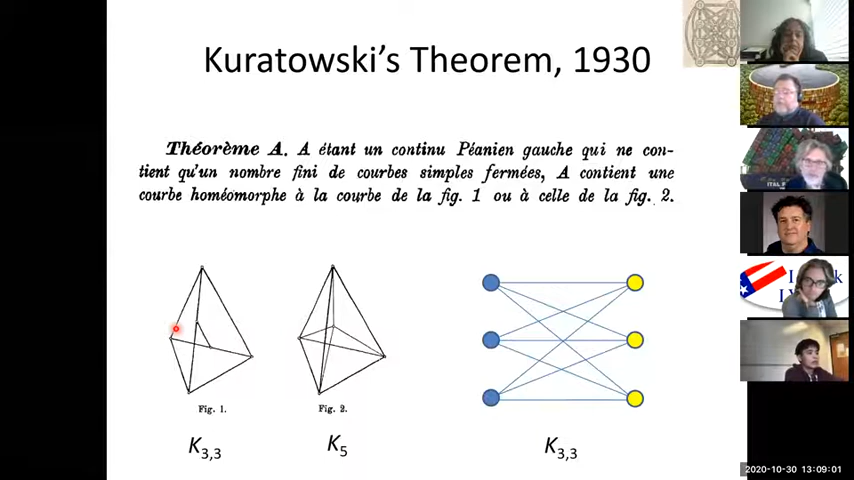 Kuratowski's Theorem, 1930
Théorème A. A étant un continu Péanien gauche qui ne con-
tient qu'un nombre fini de courbes simples fermées, A contient une
courbe homéomorphe à la courbe de la fig. 1 ou à celle de la fig. 2.
Fig. 1.
Fig. 2.
K3,3
K5
K3,3
2020-10-30 13:09:01